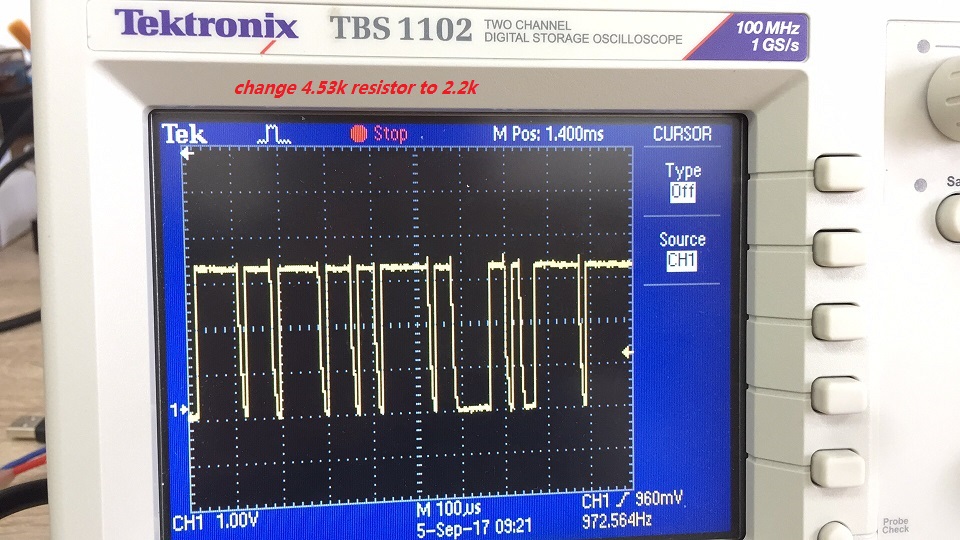 Tektronix TBS 1102 TWO CHANNEL DIGITAL STORAGE OSCILLOSCOPE 100 MHz 1 GS/s
change 4.53k resistor to 2.2k
Tek Stop M Pos: 1.400ms CURSOR
Type
Off
Source
CH1
1
CH1 1.00V M 100µs CH1 960mV
5-Sep-17 09:21 972.564Hz
Probe
Check